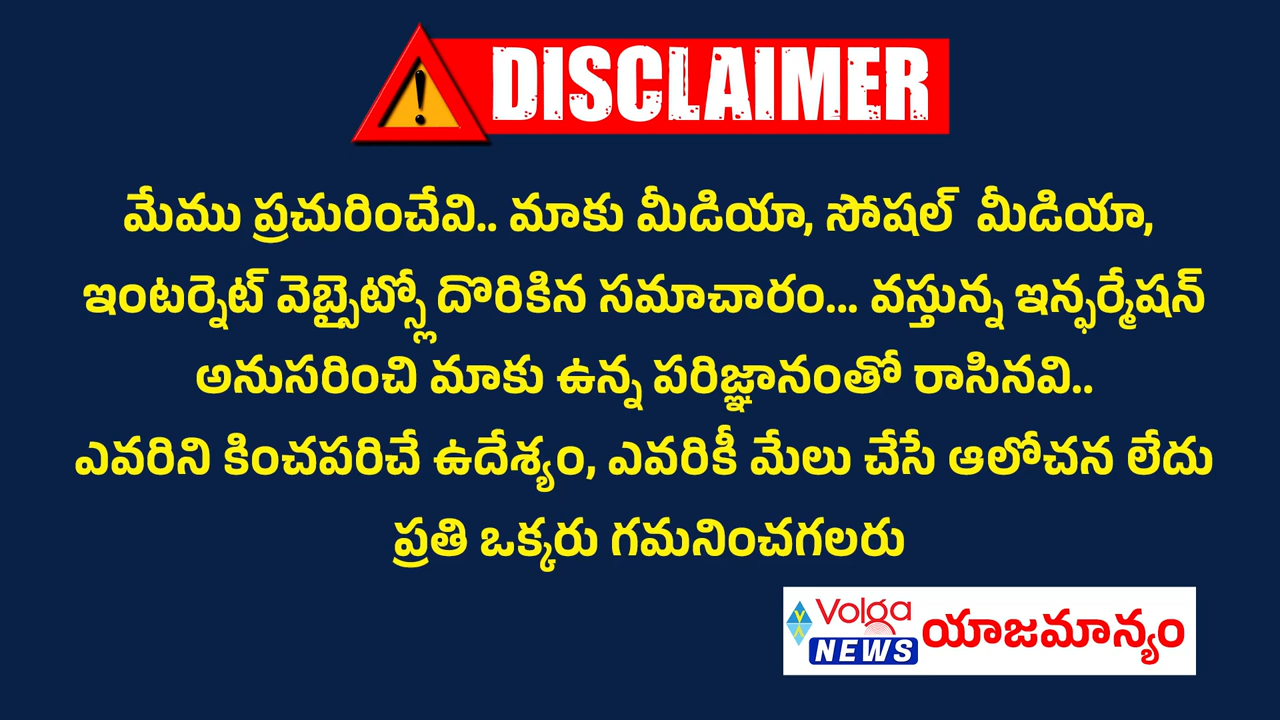 DISCLAIMER
మేము ప్రచురించేవి.. మాకు మీడియా, సోషల్ మీడియా,
ఇంటర్నెట్ వెబ్సైట్స్లో దొరికిన సమాచారం... వస్తున్న ఇన్ఫర్మేషన్
అనుసరించి మాకు ఉన్న పరిజ్ఞానంతో రాసినవి..
ఎవరిని కించపరిచే ఉదేశ్యం, ఎవరికీ మేలు చేసే ఆలోచన లేదు
ప్రతి ఒక్కరు గమనించగలరు
Volga
NEWS యాజమాన్యం